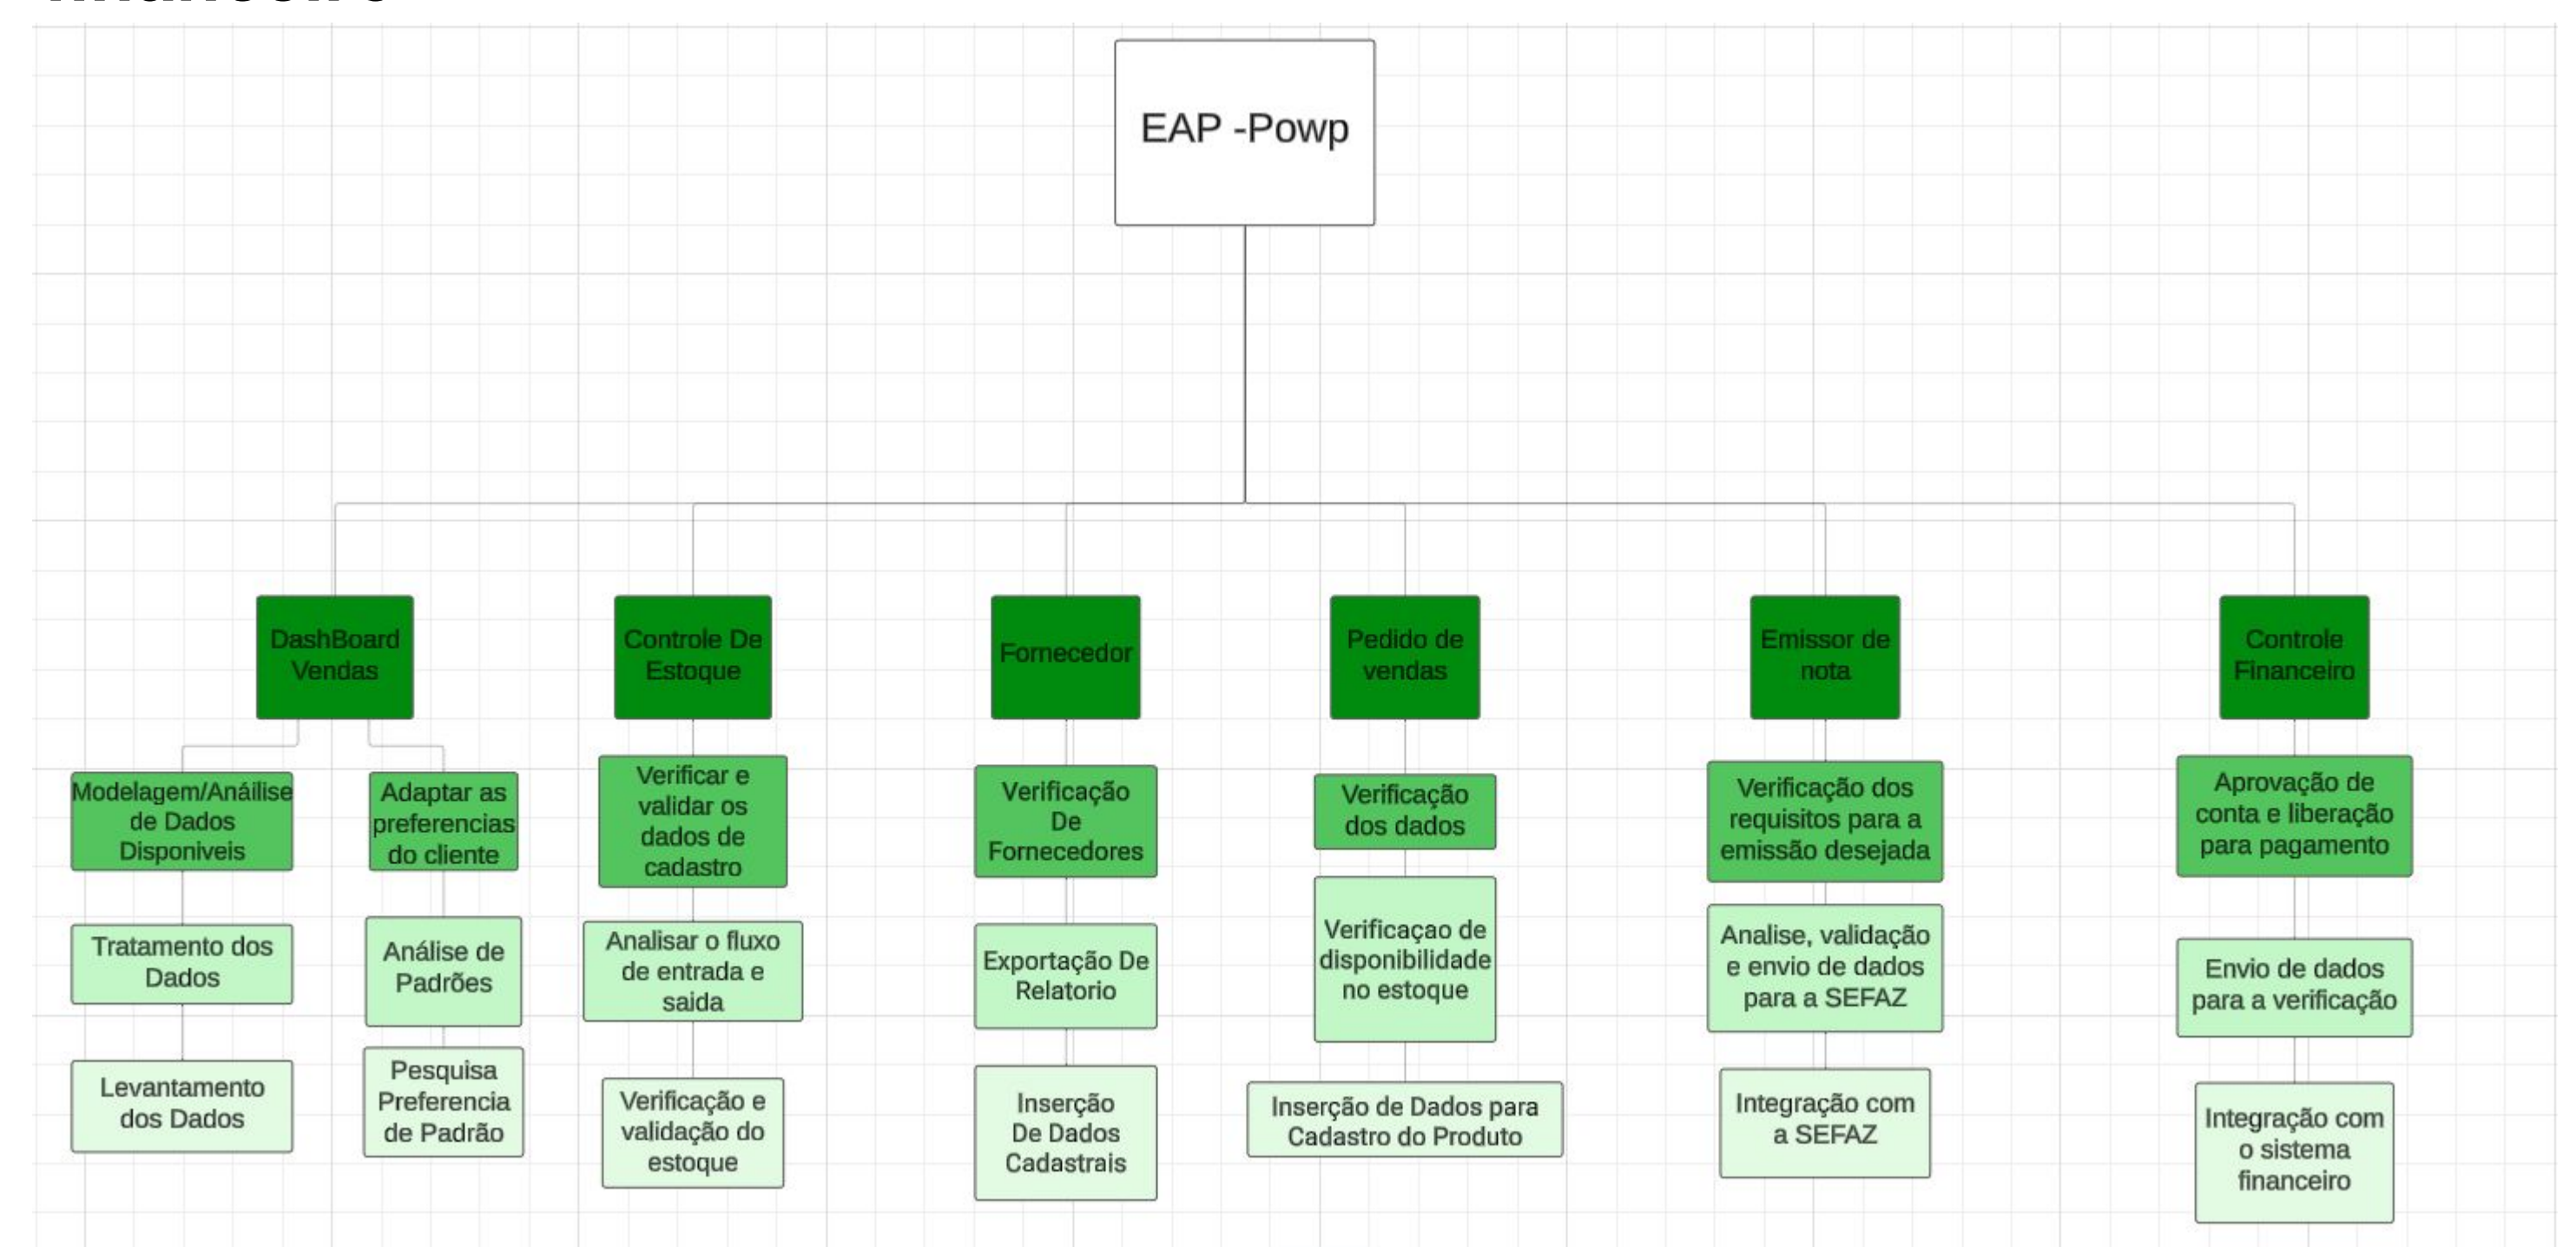 EAP -Powp
DashBoard
Vendas
Controle De
Estoque
Fornecedor
Pedido de
vendas
Emissor de
nota
Controle
Financeiro
Modelagem/Anáilise
de Dados
Disponiveis
Adaptar as
preferencias
do cliente
Verificar e
validar os
dados de
cadastro
Verificação
De
Fornecedores
Verificação
dos dados
Verificação dos
requisitos para a
emissão desejada
Aprovação de
conta e liberação
para pagamento
Tratamento dos
Dados
Análise de
Padrões
Analisar o fluxo
de entrada e
saida
Exportação De
Relatorio
Verificaçao de
disponibilidade
no estoque
Analise, validação
e envio de dados
para a SEFAZ
Envio de dados
para a verificação
Levantamento
dos Dados
Pesquisa
Preferencia
de Padrão
Verificação e
validação do
estoque
Inserção
De Dados
Cadastrais
Inserção de Dados para
Cadastro do Produto
Integração com
a SEFAZ
Integração com
o sistema
financeiro